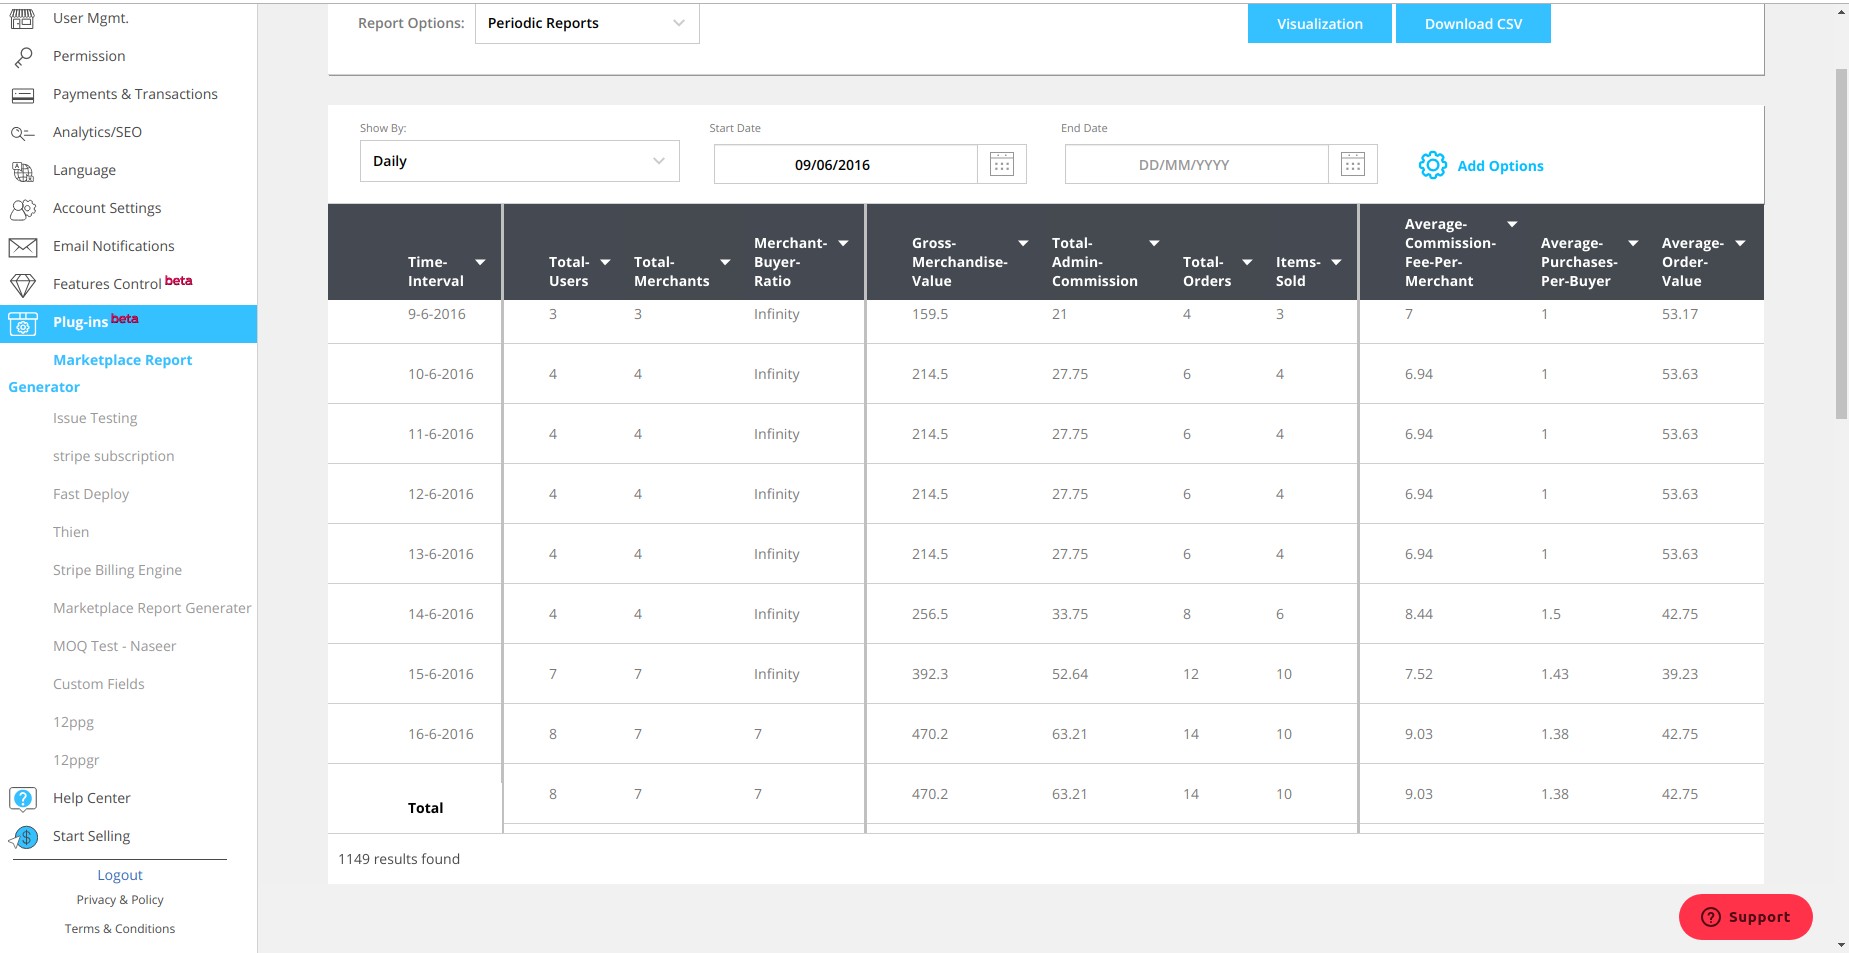 User Mgmt.
Permission
Payments & Transactions
Analytics/SEO
Language
Account Settings
Email Notifications
Features Control beta
Plug-ins beta
Marketplace Report
Generator
Issue Testing
stripe subscription
Fast Deploy
Thien
Stripe Billing Engine
Marketplace Report Generater
MOQ Test - Naseer
Custom Fields
12ppg
12ppgr
Help Center
Start Selling
Logout
Privacy & Policy
Terms & Conditions
Report Options: Periodic Reports
Visualization Download CSV
Show By: Start Date End Date
Daily 09/06/2016 DD/MM/YYYY Add Options
Time-
Interval
Total-
Users
Total-
Merchants
Merchant-
Buyer-
Ratio
Gross-
Merchandise-
Value
Total-
Admin-
Commission
Total-
Orders
Items-
Sold
Average-
Commission-
Fee-Per-
Merchant
Average-
Purchases-
Per-Buyer
Average-
Order-
Value
9-6-2016 3 3 Infinity 159.5 21 4 3 7 1 53.17
10-6-2016 4 4 Infinity 214.5 27.75 6 4 6.94 1 53.63
11-6-2016 4 4 Infinity 214.5 27.75 6 4 6.94 1 53.63
12-6-2016 4 4 Infinity 214.5 27.75 6 4 6.94 1 53.63
13-6-2016 4 4 Infinity 214.5 27.75 6 4 6.94 1 53.63
14-6-2016 4 4 Infinity 256.5 33.75 8 6 8.44 1.5 42.75
15-6-2016 7 7 Infinity 392.3 52.64 12 10 7.52 1.43 39.23
16-6-2016 8 7 7 470.2 63.21 14 10 9.03 1.38 42.75
Total 8 7 7 470.2 63.21 14 10 9.03 1.38 42.75
1149 results found
Support